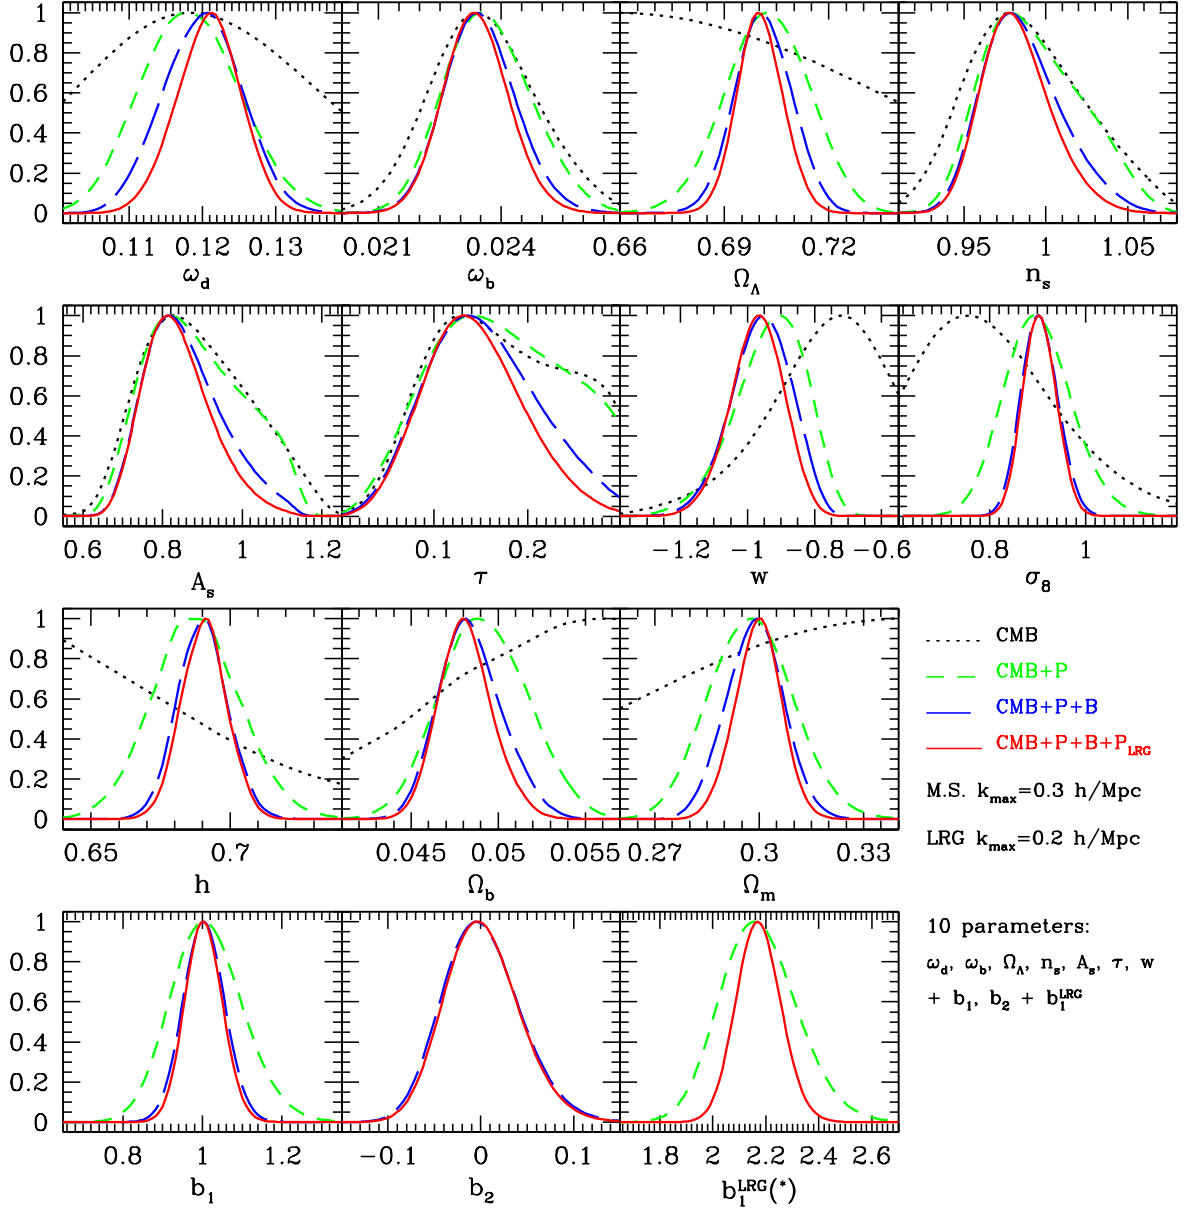 1
0.8
0.6
0.4
0.2
0
0.11 0.12 0.13 0.021 0.024 0.66 0.69 0.72 0.95 1 1.05
ω_d ω_b Ω_Λ n_s
1
0.8
0.6
0.4
0.2
0
0.6 0.8 1 1.2 0.1 0.2 −1.2 −1 −0.8 −0.6 0.8 1
A_s τ w σ_8
1
0.8
0.6
0.4
0.2
0
0.65 0.7 0.045 0.05 0.055 0.27 0.3 0.33
h Ω_b Ω_m
CMB
CMB+P
CMB+P+B
CMB+P+B+P_LRG
M.S. k_max=0.3 h/Mpc
LRG k_max=0.2 h/Mpc
1
0.8
0.6
0.4
0.2
0
0.8 1 1.2 −0.1 0 0.1 1.8 2 2.2 2.4 2.6
b_1 b_2 b_1^LRG(*)
10 parameters:
ω_d, ω_b, Ω_Λ, n_s, A_s, τ, w
+ b_1, b_2 + b_1^LRG